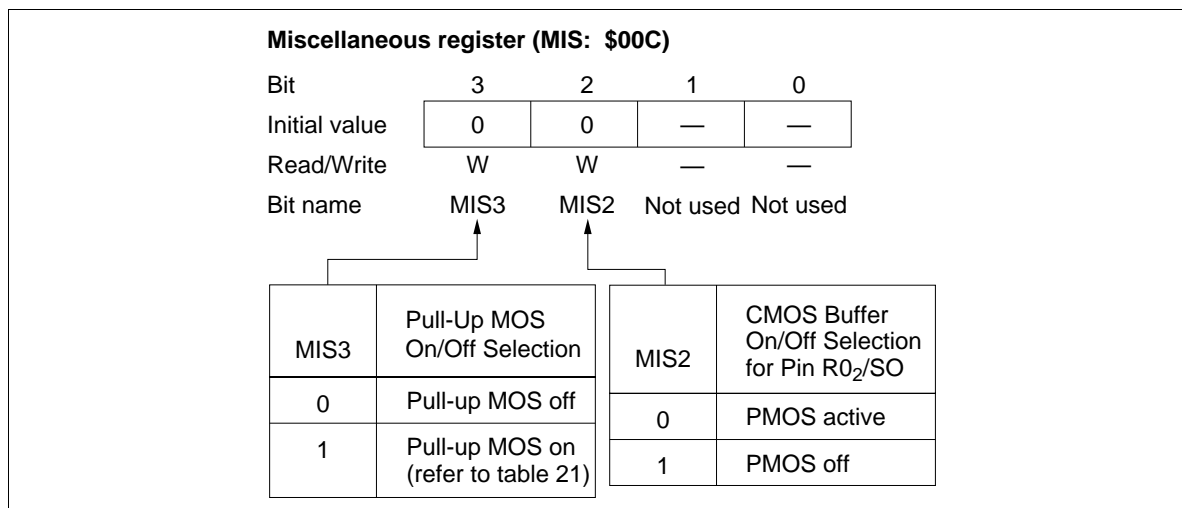 Miscellaneous register (MIS: $00C)
Bit 3 2 1 0
Initial value 0 0 — —
Read/Write W W — —
Bit name MIS3 MIS2 Not used Not used
MIS3
Pull-Up MOS
On/Off Selection
0 Pull-up MOS off
1 Pull-up MOS on
(refer to table 21)
MIS2
CMOS Buffer
On/Off Selection
for Pin R0₂/SO
0 PMOS active
1 PMOS off